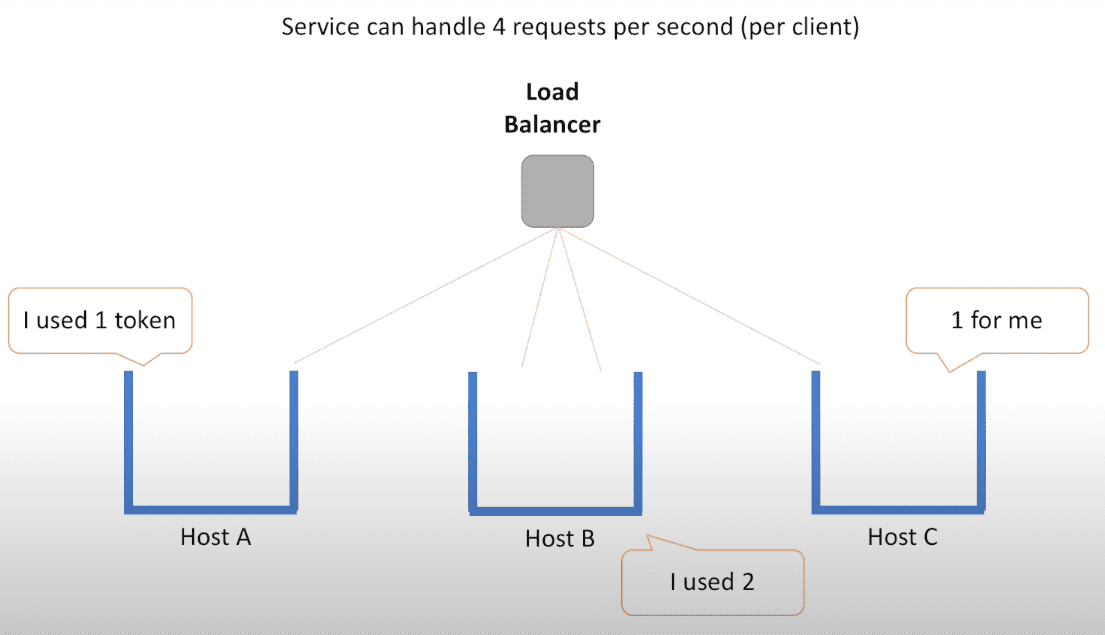 Service can handle 4 requests per second (per client)
Load
Balancer
I used 1 token
1 for me
Host A
Host B
Host C
I used 2